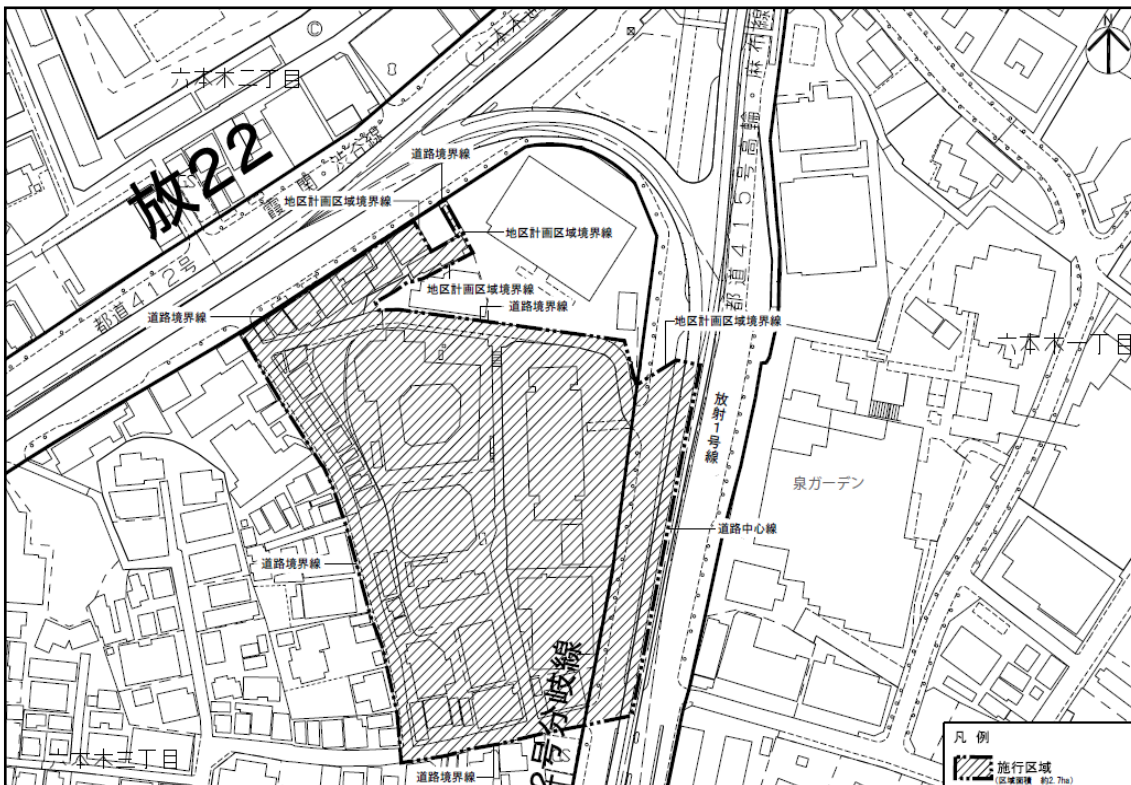 N
六本木二丁目
放22
道路境界線
地区計画区域境界線
地区計画区域境界線
地区計画区域境界線
道路境界線
都道412号
道路境界線
地区計画区域境界線
都道415号高輪・麻布線
六本木一丁目
放射1号線
泉ガーデン
道路中心線
道路境界線
2号分岐線
六本木三丁目
道路境界線
凡例
施行区域
(区域面積 約2.7ha)